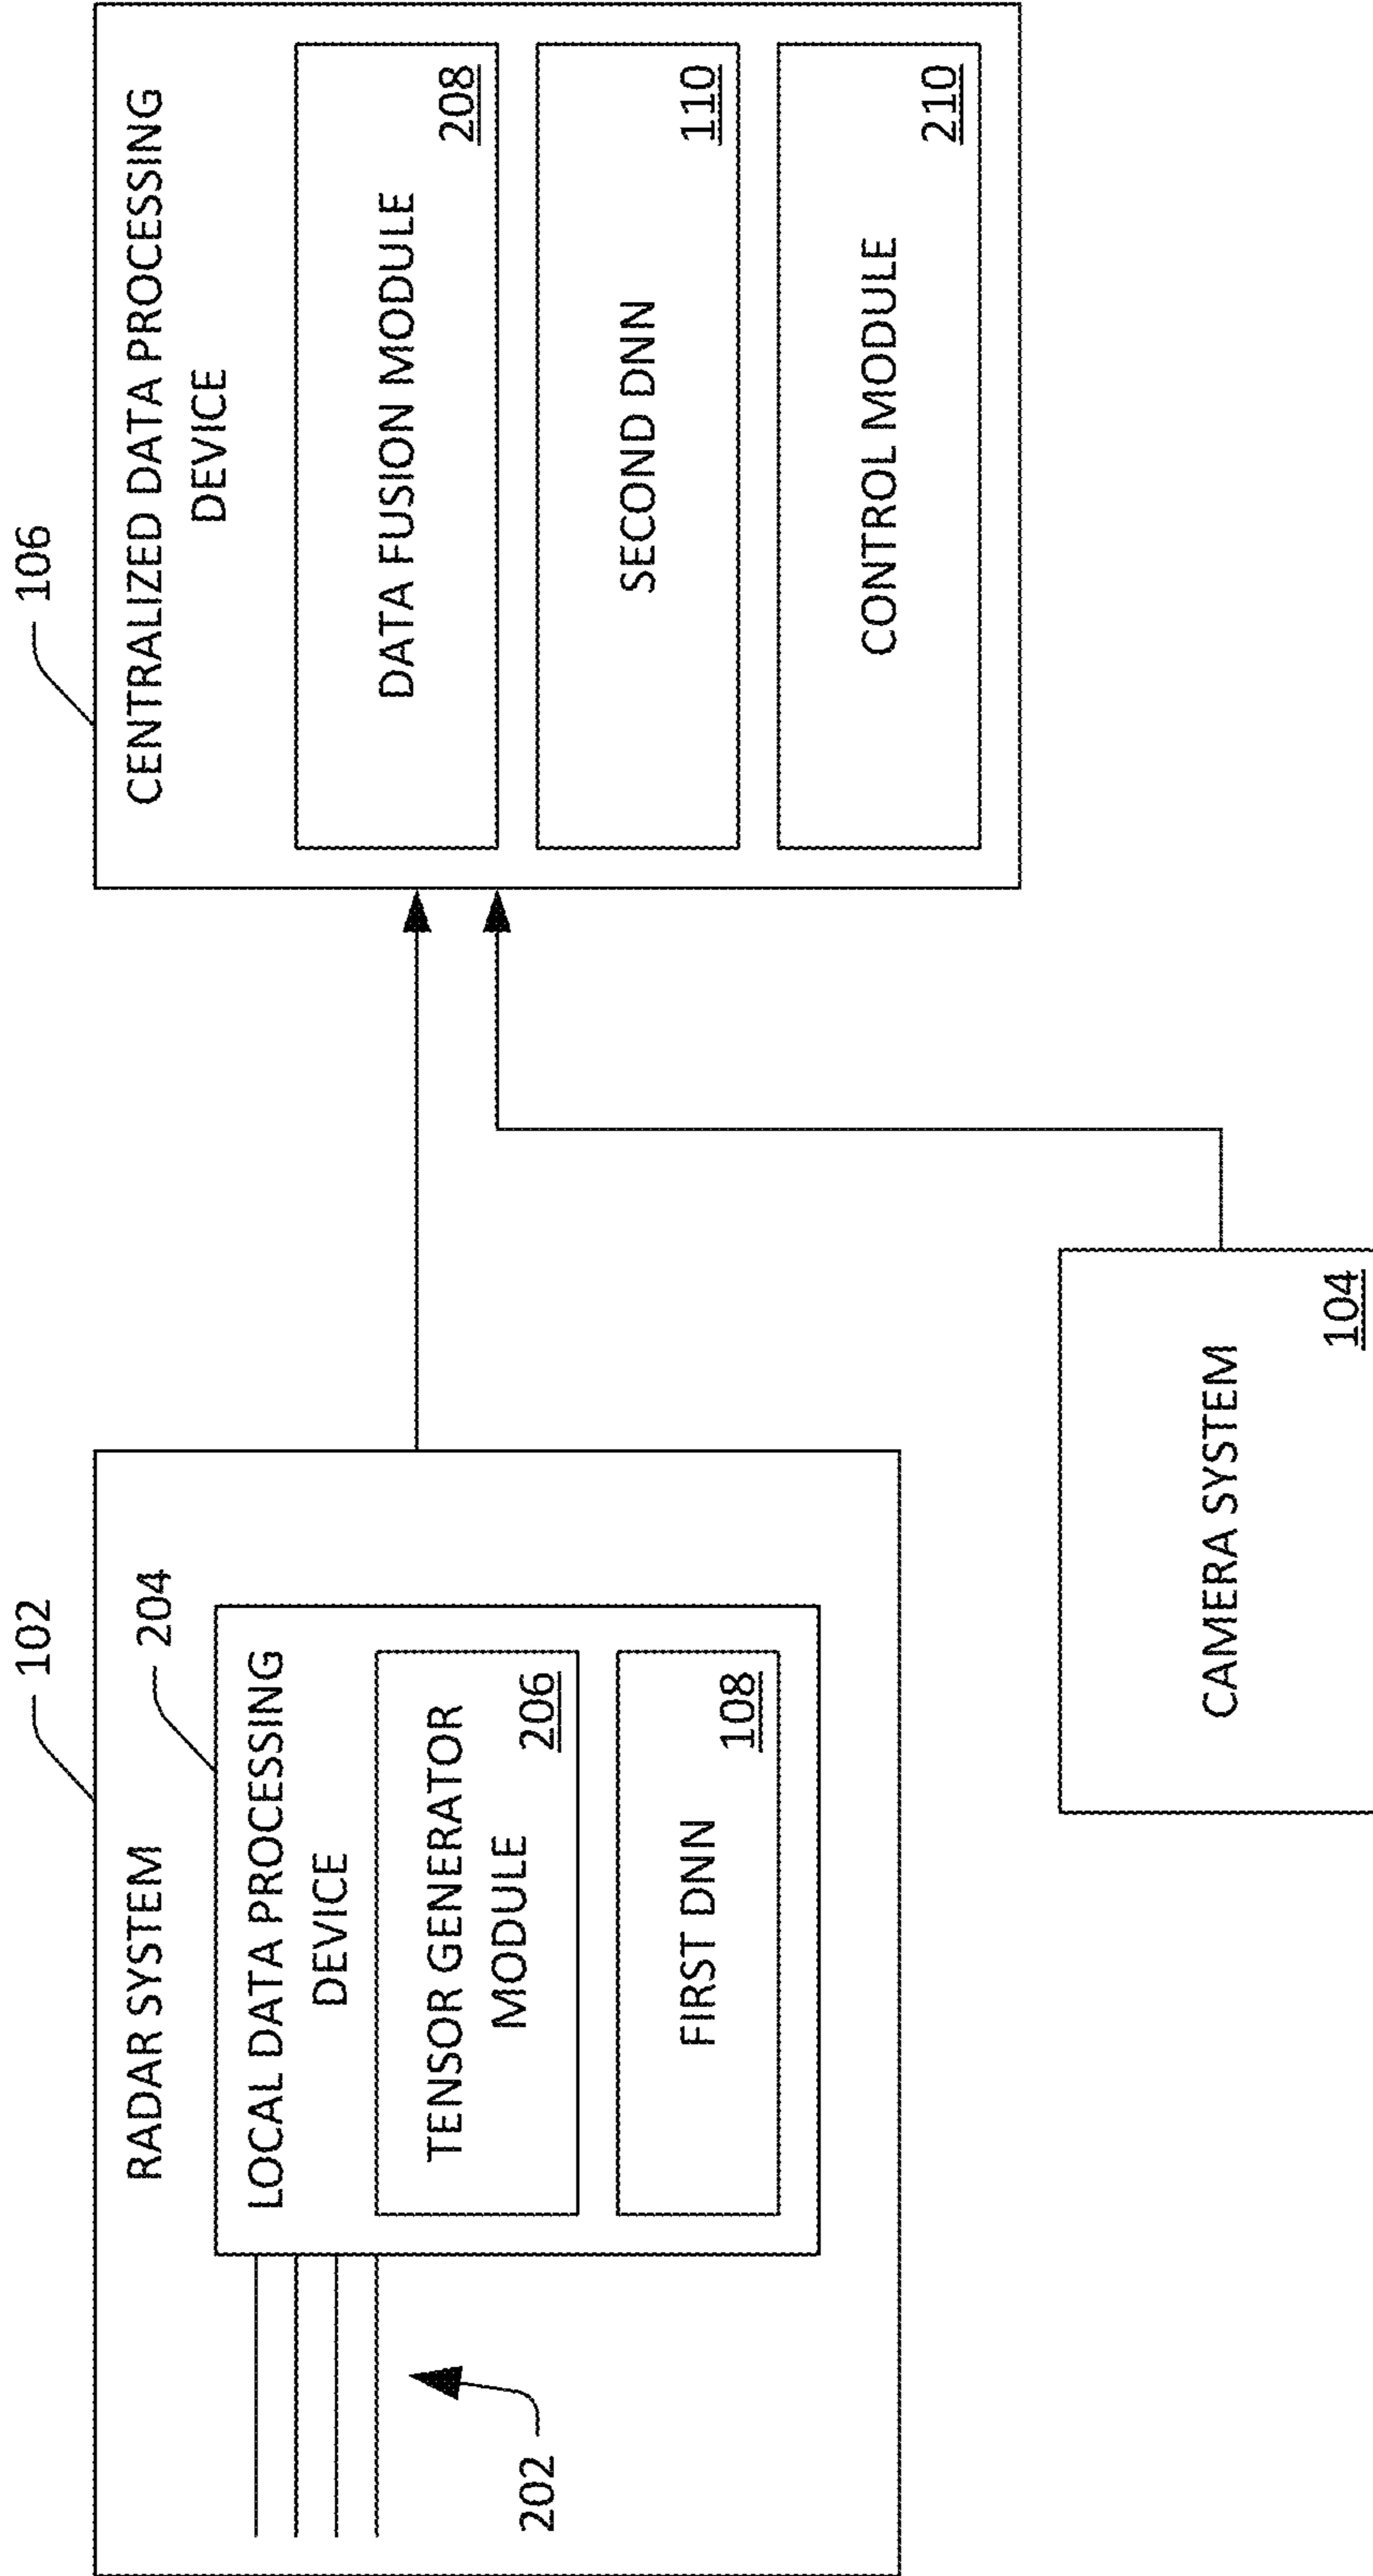 102
RADAR SYSTEM
204
LOCAL DATA PROCESSING
DEVICE
TENSOR GENERATOR
MODULE
206
FIRST DNN
108
202
106
CENTRALIZED DATA PROCESSING
DEVICE
DATA FUSION MODULE
208
SECOND DNN
110
CONTROL MODULE
210
CAMERA SYSTEM
104